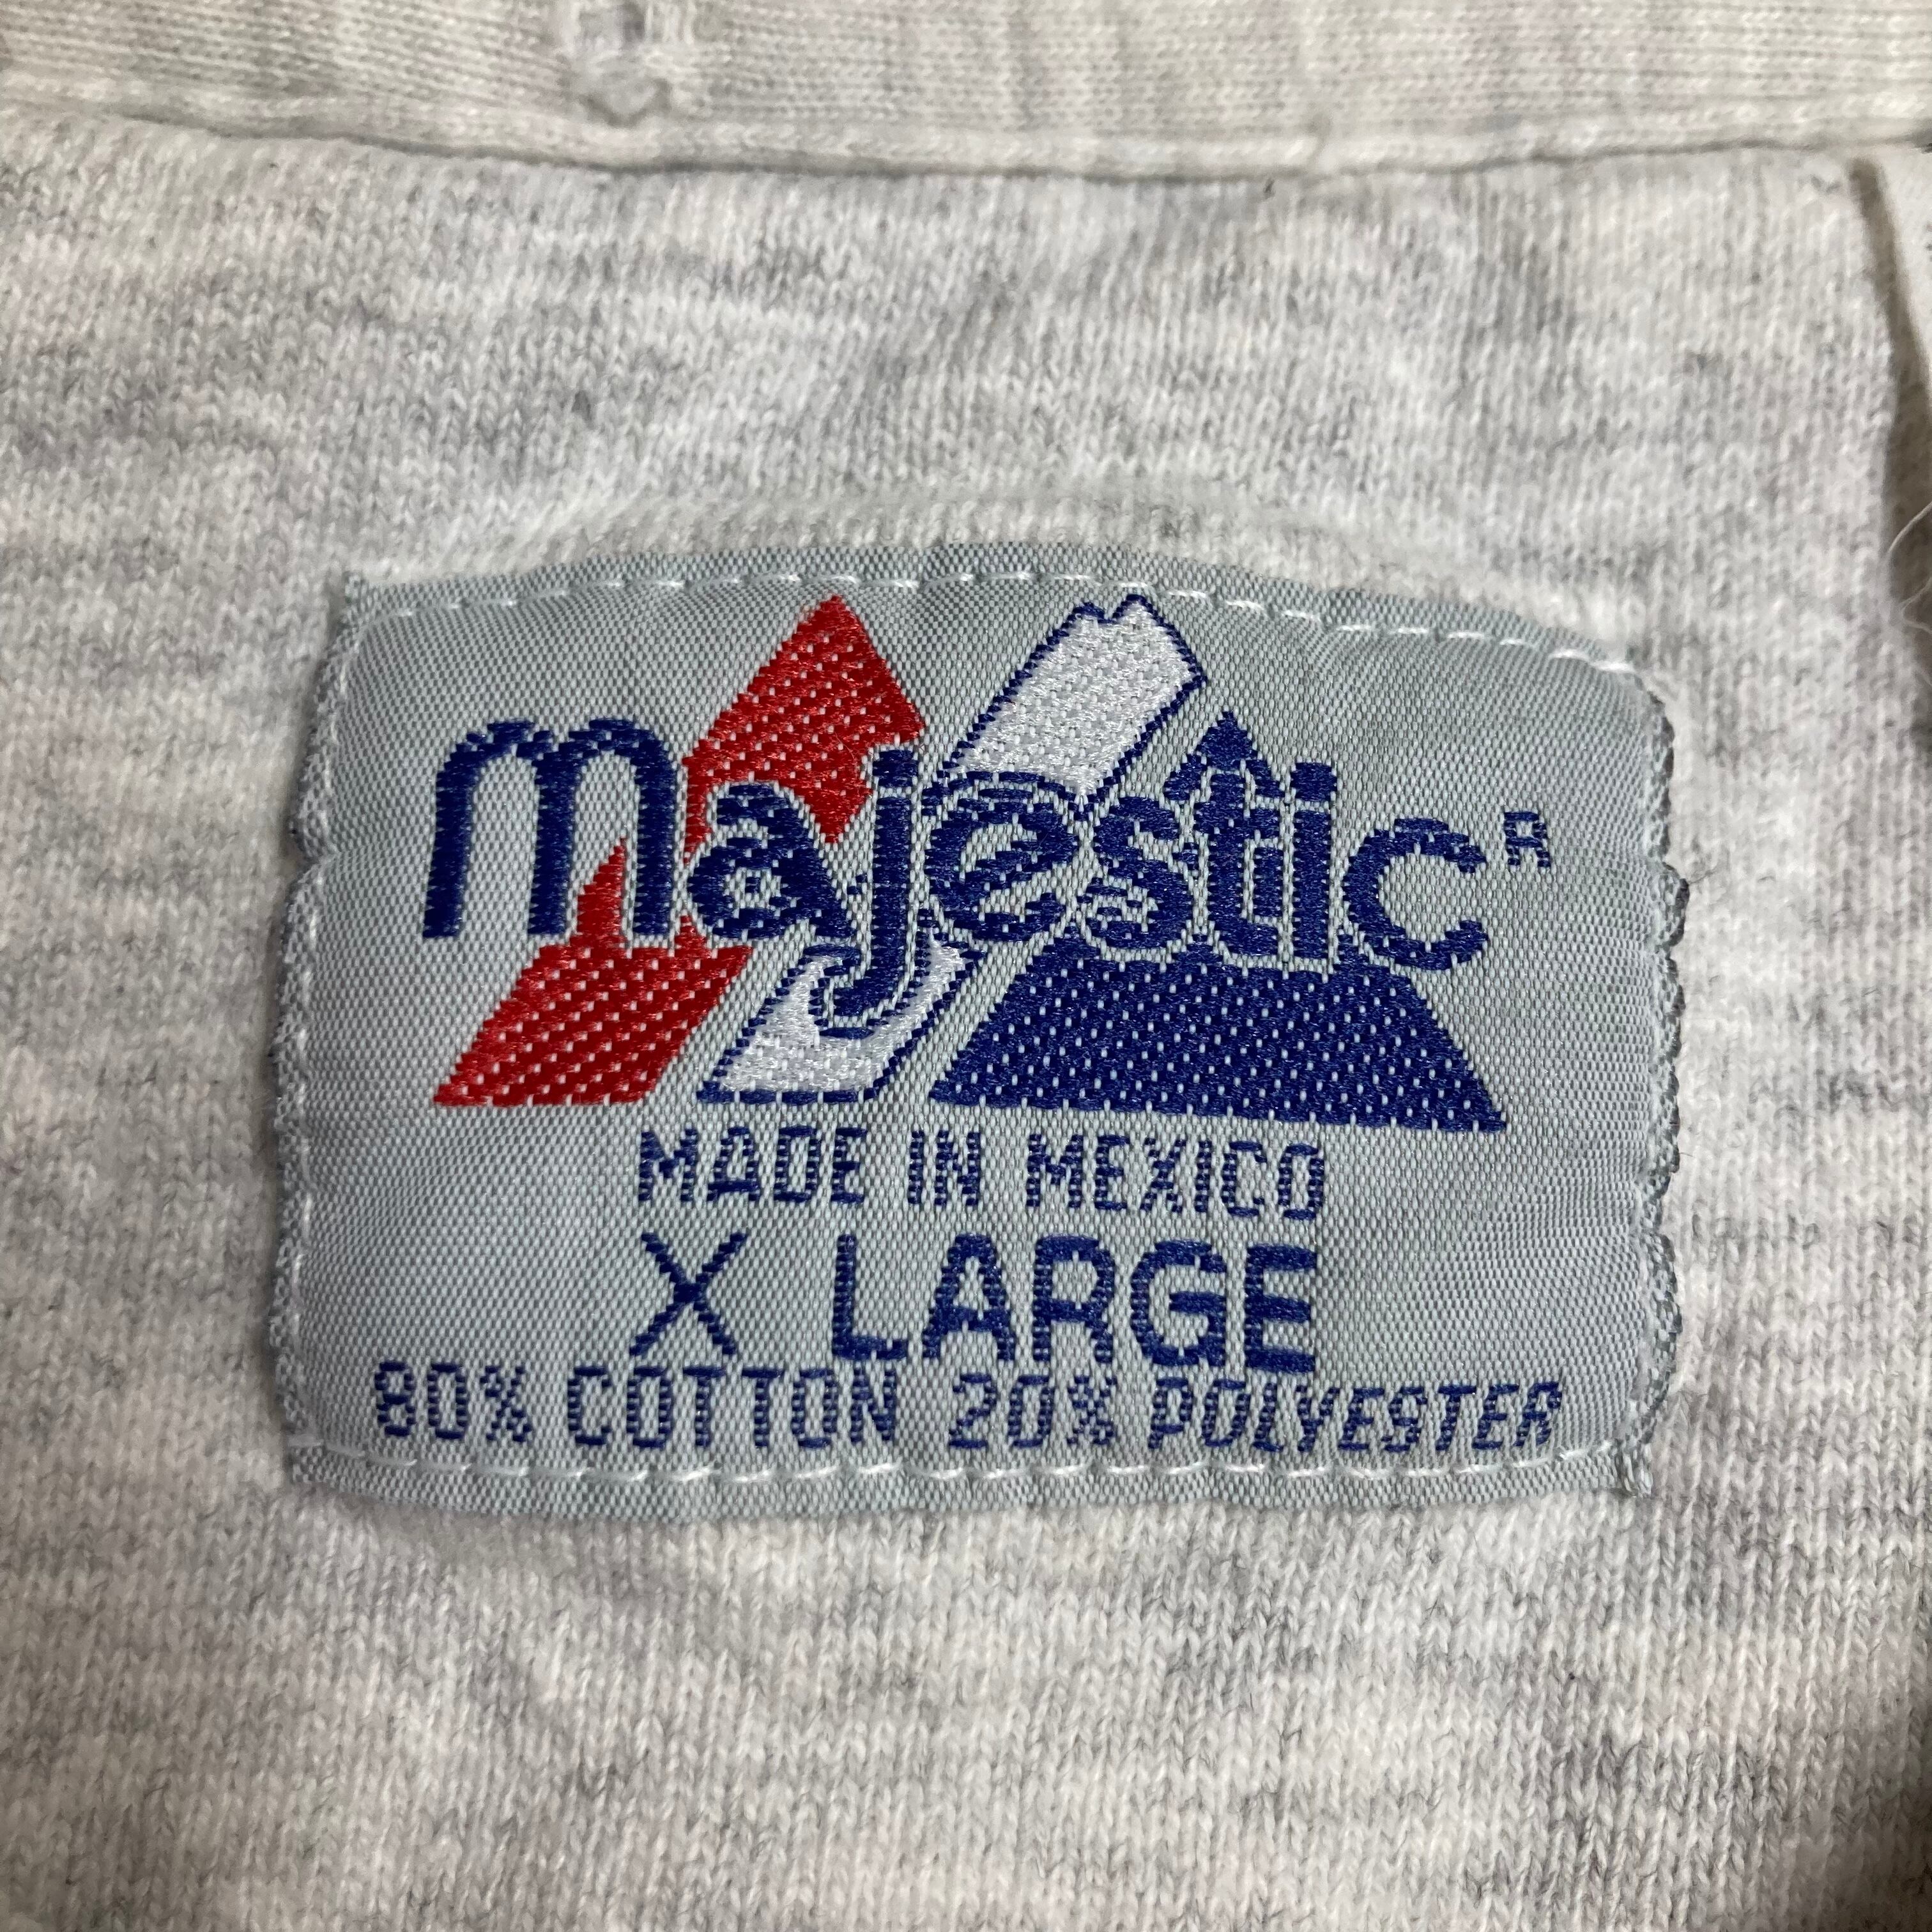 majestic R
MADE IN MEXICO
X LARGE
80% COTTON 20% POLYESTER